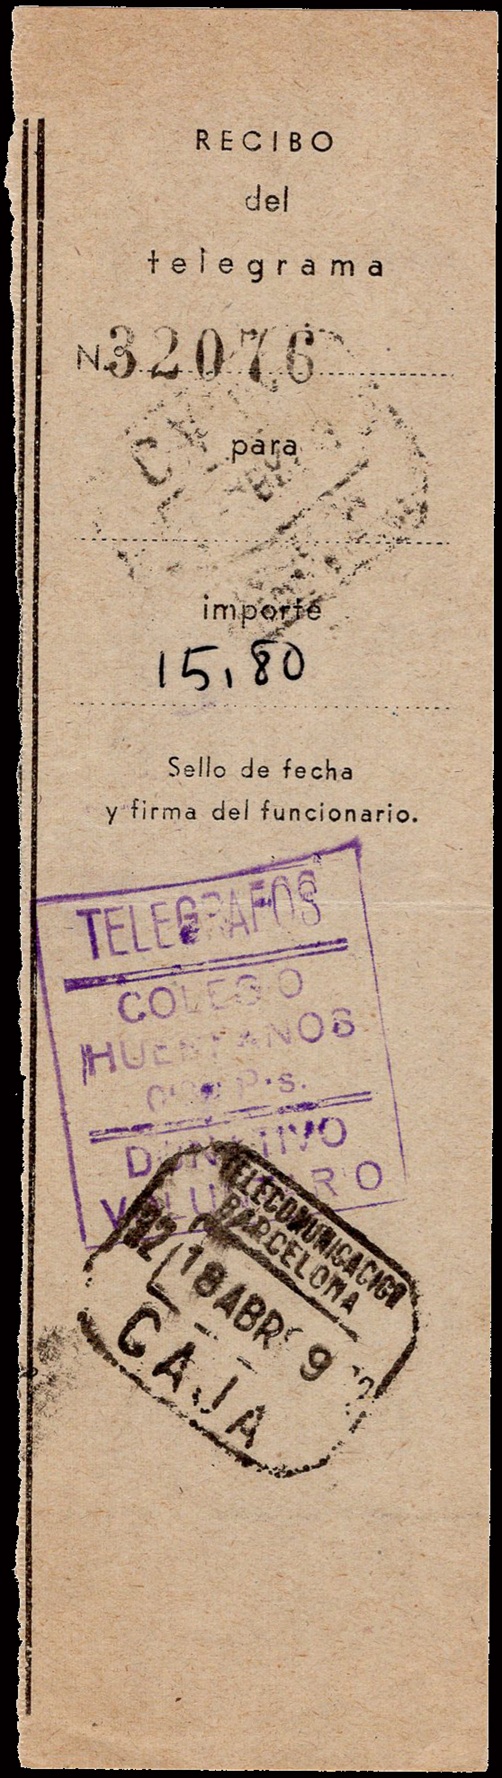 RECIBO
del
telegrama
N.º 32076
para
importe
15,80
Sello de fecha
y firma del funcionario.
TELEGRAFOS
COLEGIO
HUERFANOS
DONATIVO
VOLUNTARIO
TELECOMUNICACION
BARCELONA
18 ABR 9
CAJA